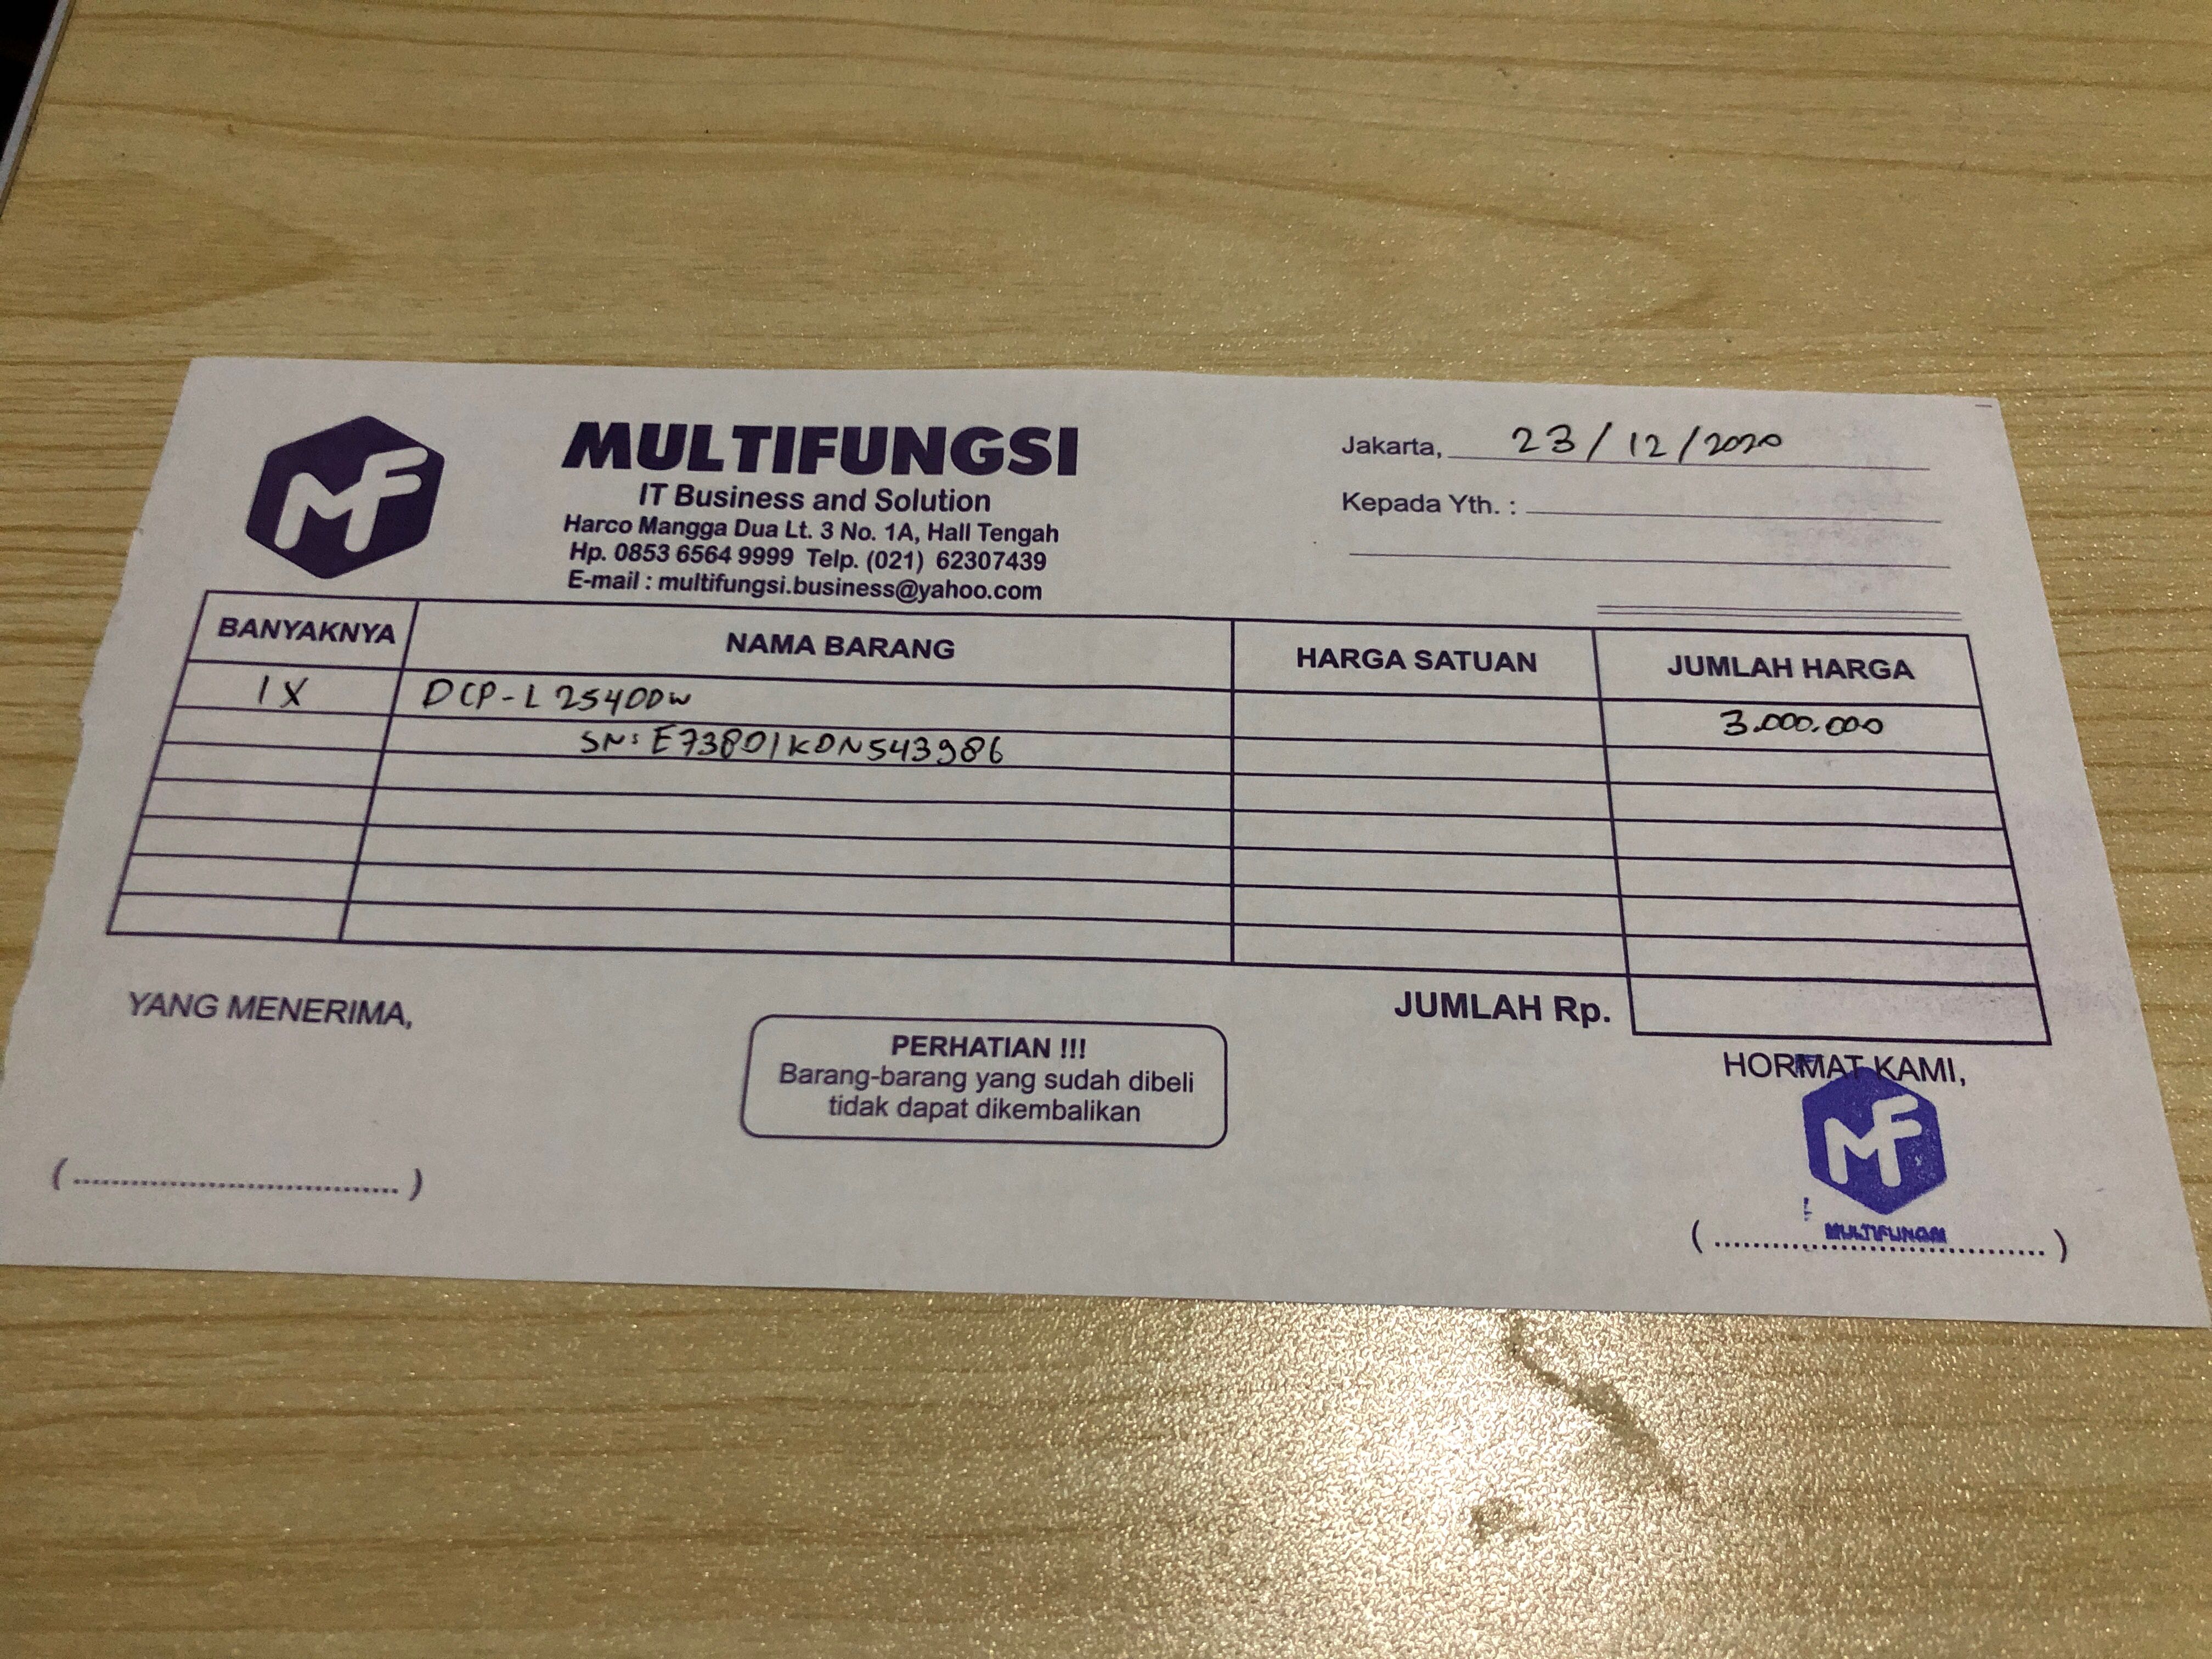 MF
MULTIFUNGSI
IT Business and Solution
Harco Mangga Dua Lt. 3 No. 1A, Hall Tengah
Hp. 0853 6564 9999 Telp. (021) 62307439
E-mail : multifungsi.business@yahoo.com
Jakarta, 23/12/2020
Kepada Yth. :
BANYAKNYA NAMA BARANG HARGA SATUAN JUMLAH HARGA
1X DCP-L2540DW 3.000.000
SN: E73801K0N543986
JUMLAH Rp.
YANG MENERIMA,
PERHATIAN !!!
Barang-barang yang sudah dibeli
tidak dapat dikembalikan
HORMAT KAMI,
MF
MULTIFUNGSI
(................................)
(................................)